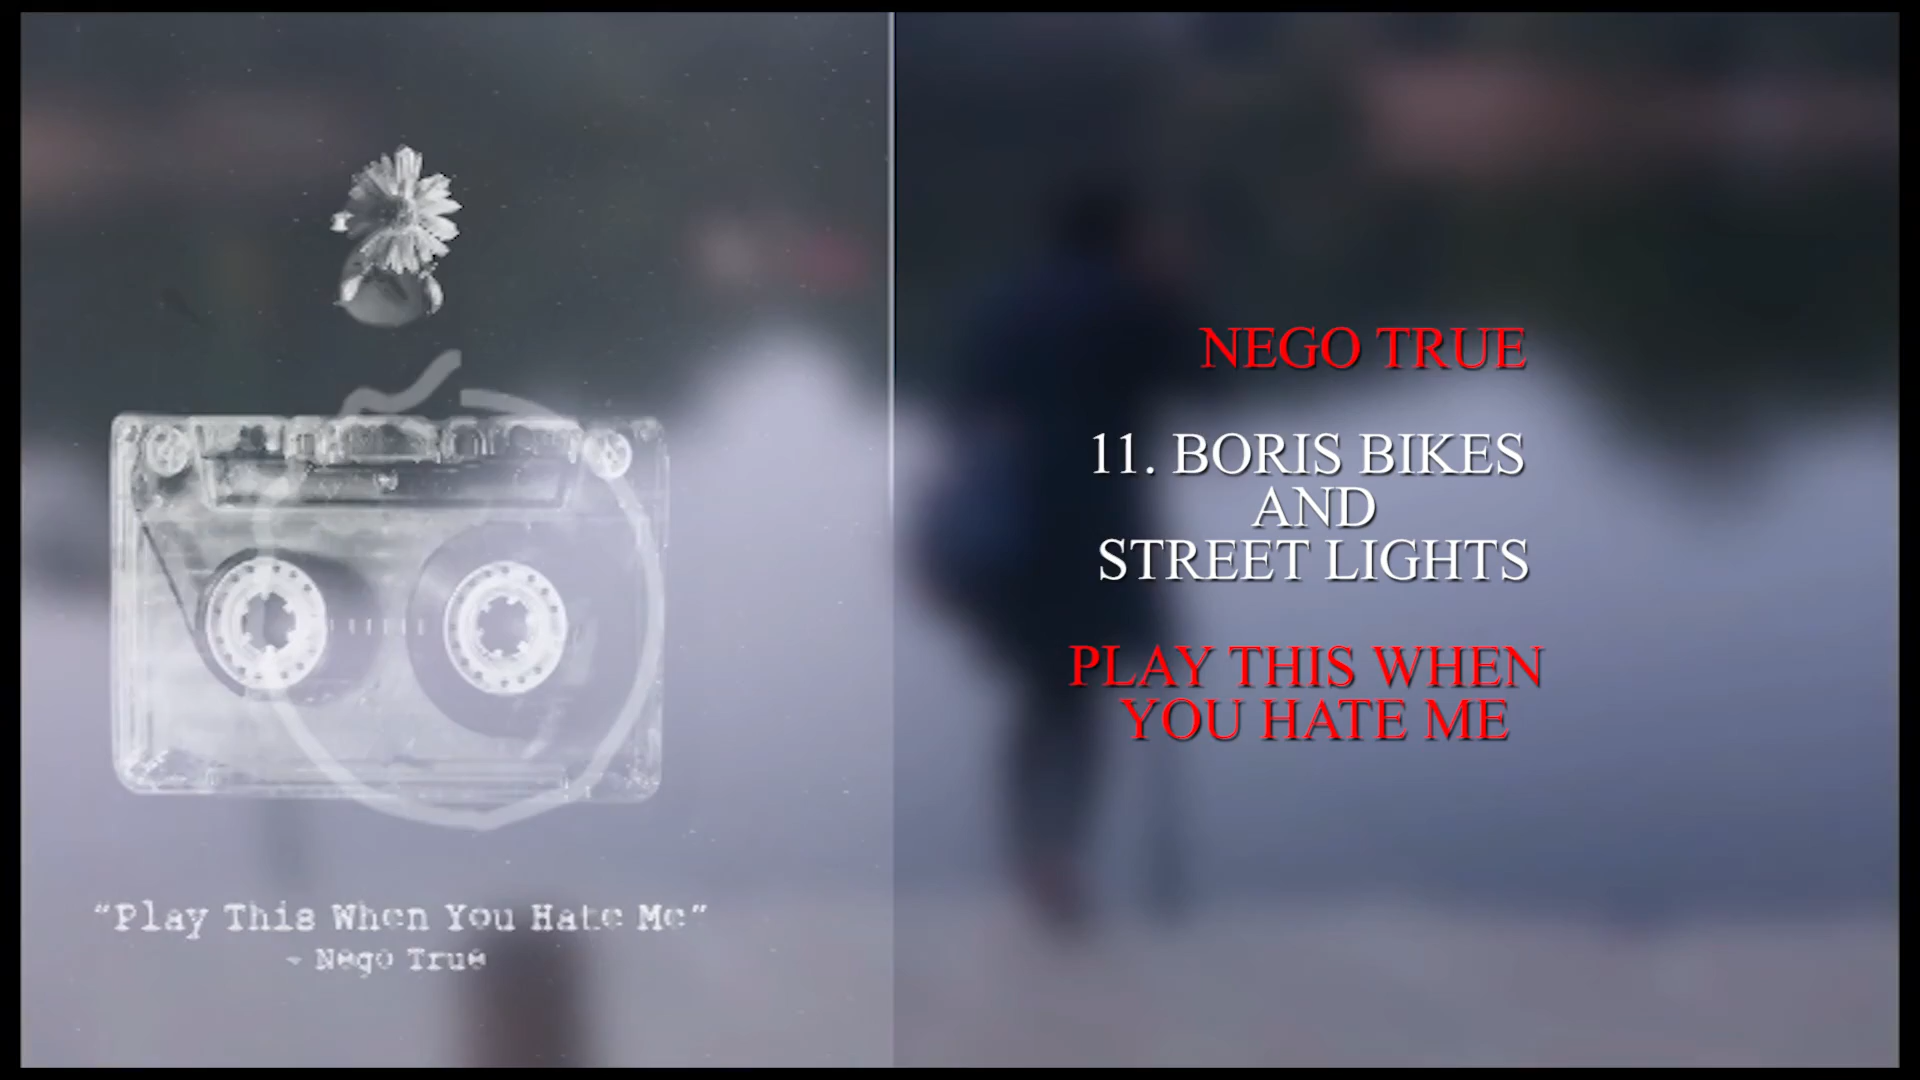 "Play This When You Hate Me"
- Nego True
NEGO TRUE
11. BORIS BIKES
AND
STREET LIGHTS
PLAY THIS WHEN
YOU HATE ME